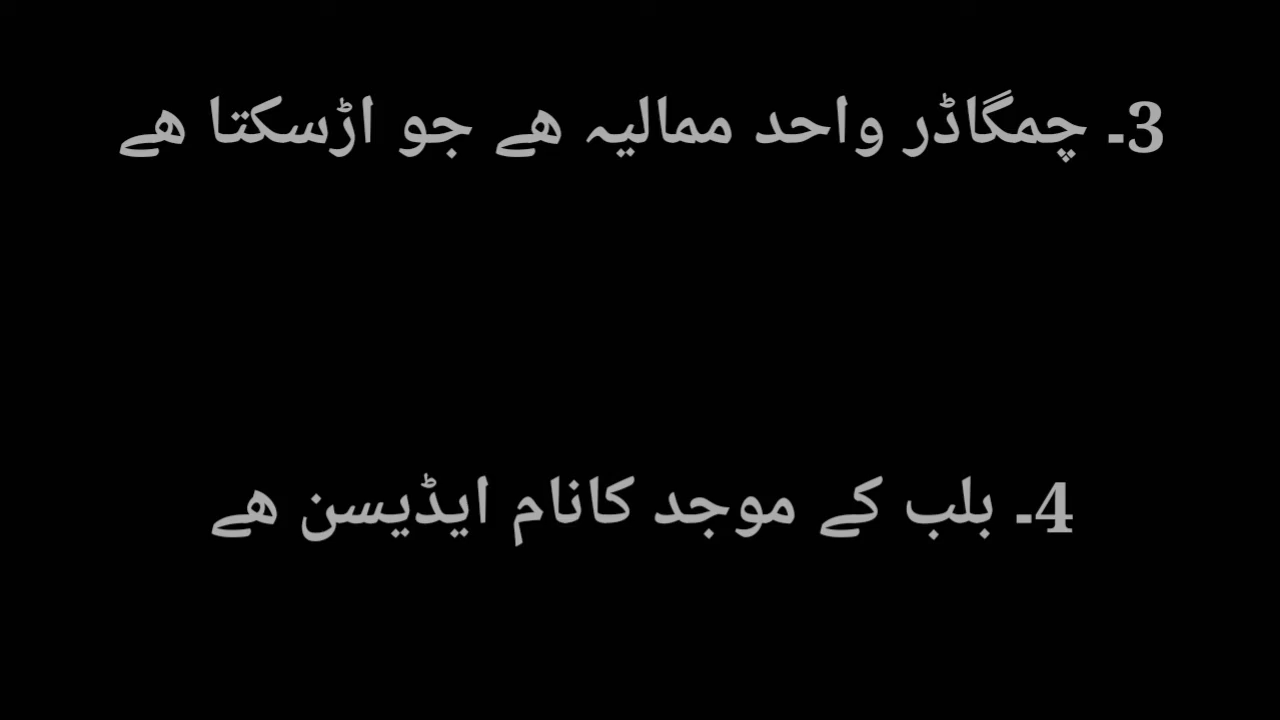 3۔ چمگاڈر واحد ممالیہ ھے جو اڑسکتا ھے
4۔ بلب کے موجد کانام ایڈیسن ھے